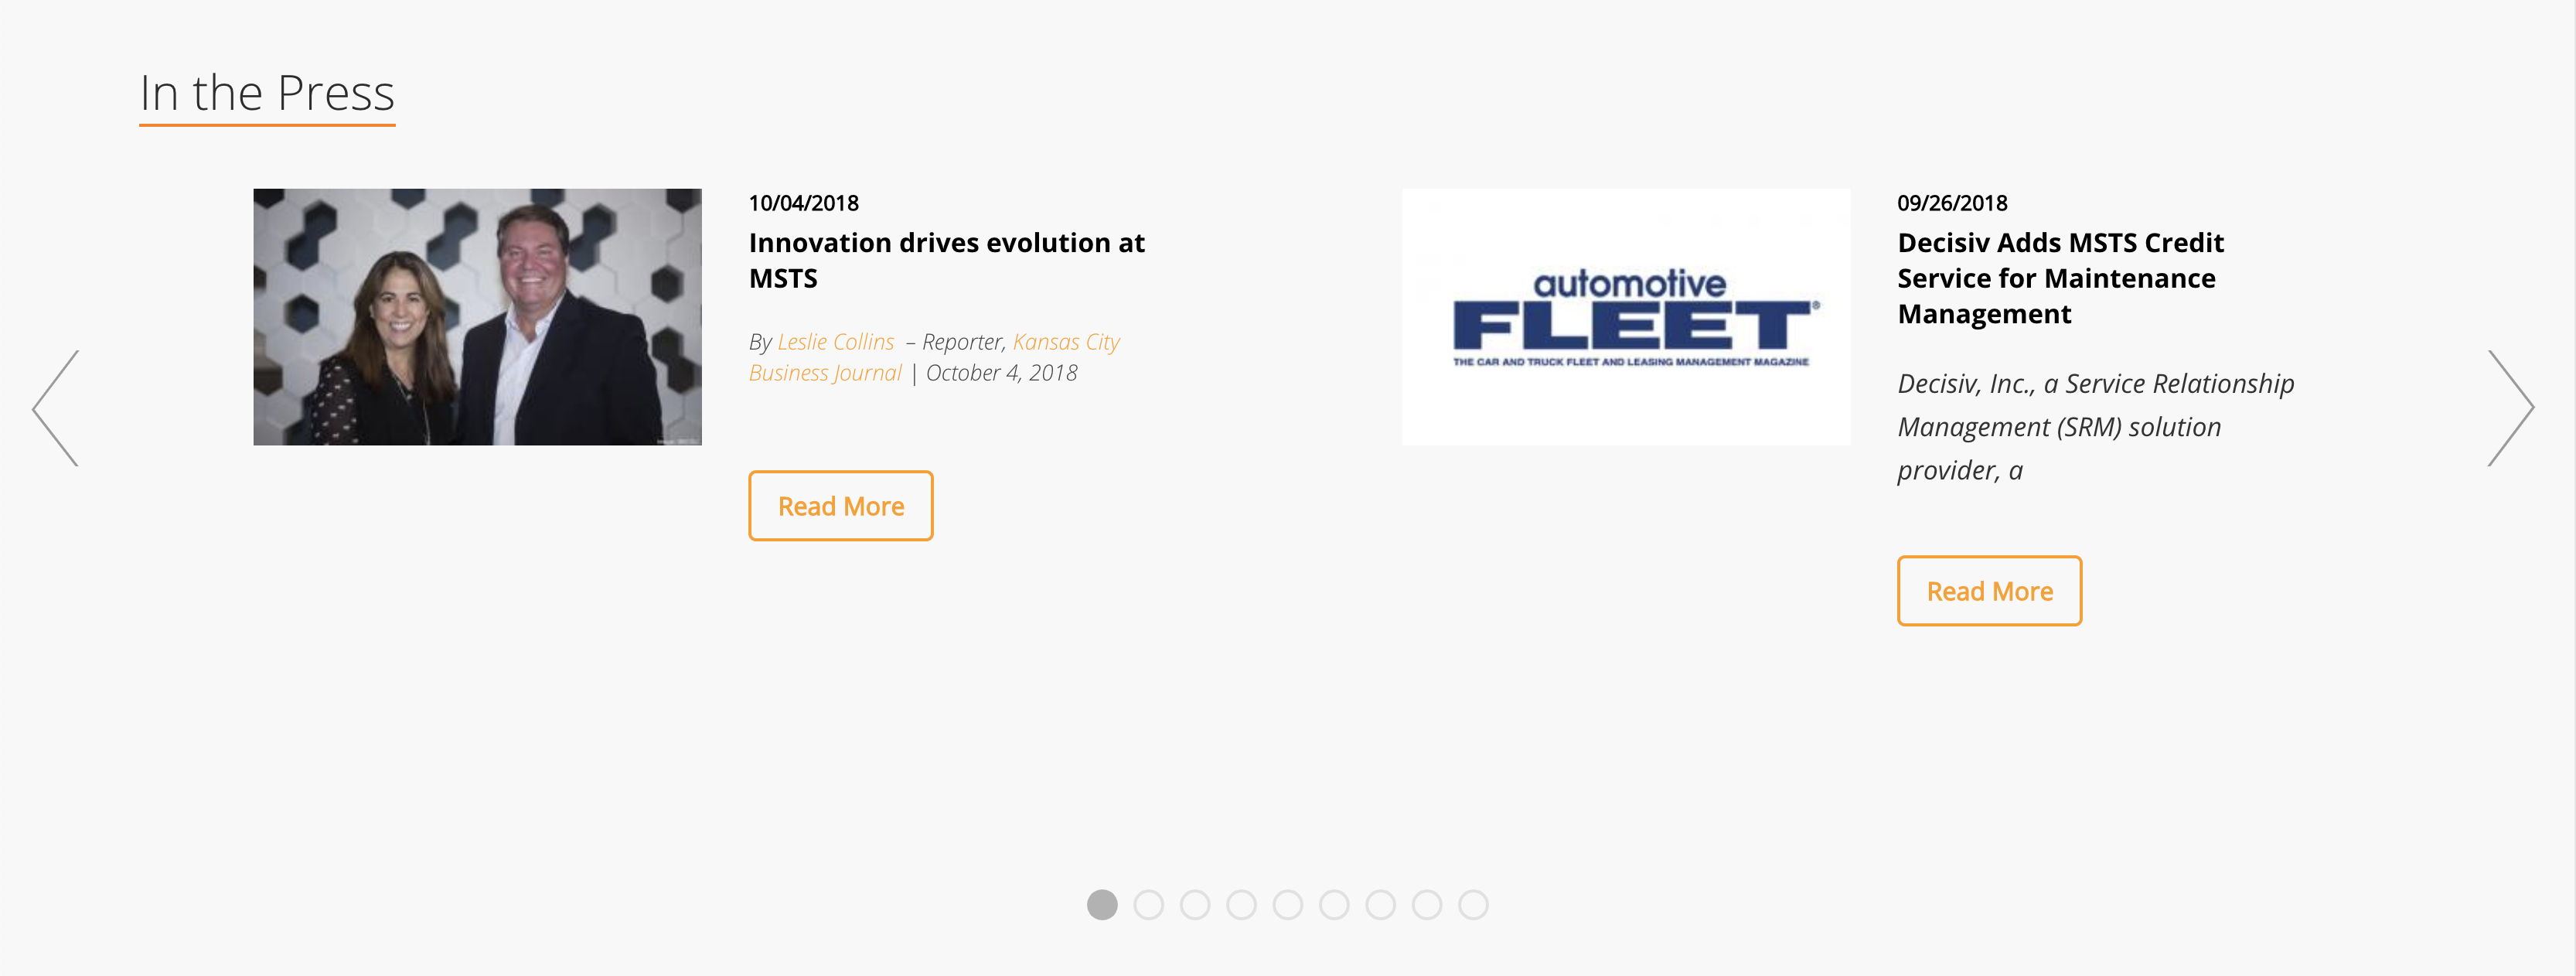 In the Press
10/04/2018
Innovation drives evolution at
MSTS
By Leslie Collins – Reporter, Kansas City
Business Journal | October 4, 2018
Read More
automotive
FLEET®
THE CAR AND TRUCK FLEET AND LEASING MANAGEMENT MAGAZINE
09/26/2018
Decisiv Adds MSTS Credit
Service for Maintenance
Management
Decisiv, Inc., a Service Relationship
Management (SRM) solution
provider, a
Read More